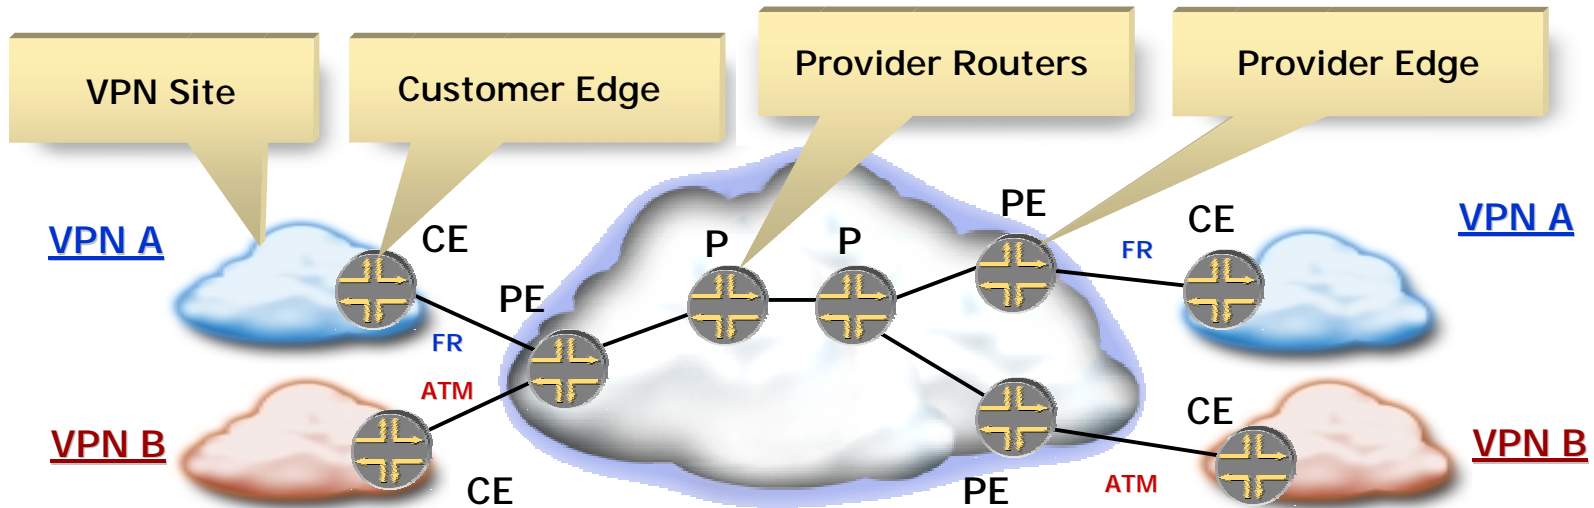 VPN Site
Customer Edge
Provider Routers
Provider Edge
VPN A
CE
PE
P
P
PE
CE
VPN A
FR
FR
ATM
VPN B
CE
PE
ATM
CE
VPN B